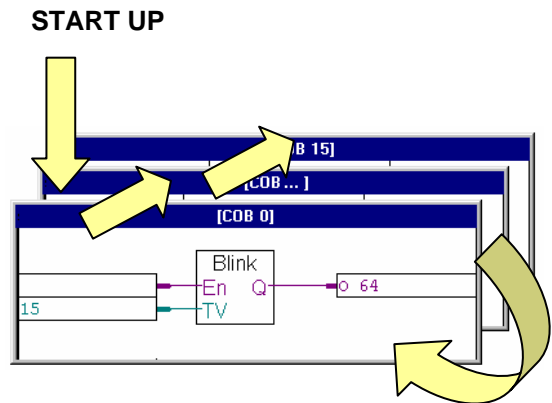 START UP
B 15]
[COB... ]
[COB 0]
Blink
En Q
o 64
15
TV